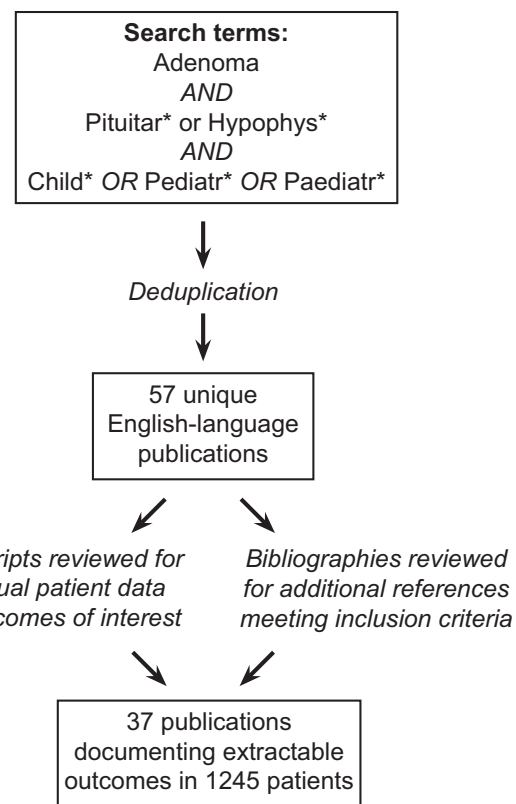 Search terms:
Adenoma
AND
Pituitar* or Hypophys*
AND
Child* OR Pediatr* OR Paediatr*
Deduplication
57 unique
English-language
publications
reviewed for
patient data
of interest
Bibliographies reviewed
for additional references
meeting inclusion criteria
37 publications
documenting extractable
outcomes in 1245 patients